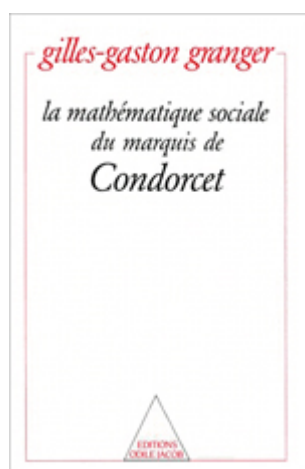 gilles-gaston granger
la mathématique sociale
du marquis de
Condorcet
EDITIONS
ODILE JACOB